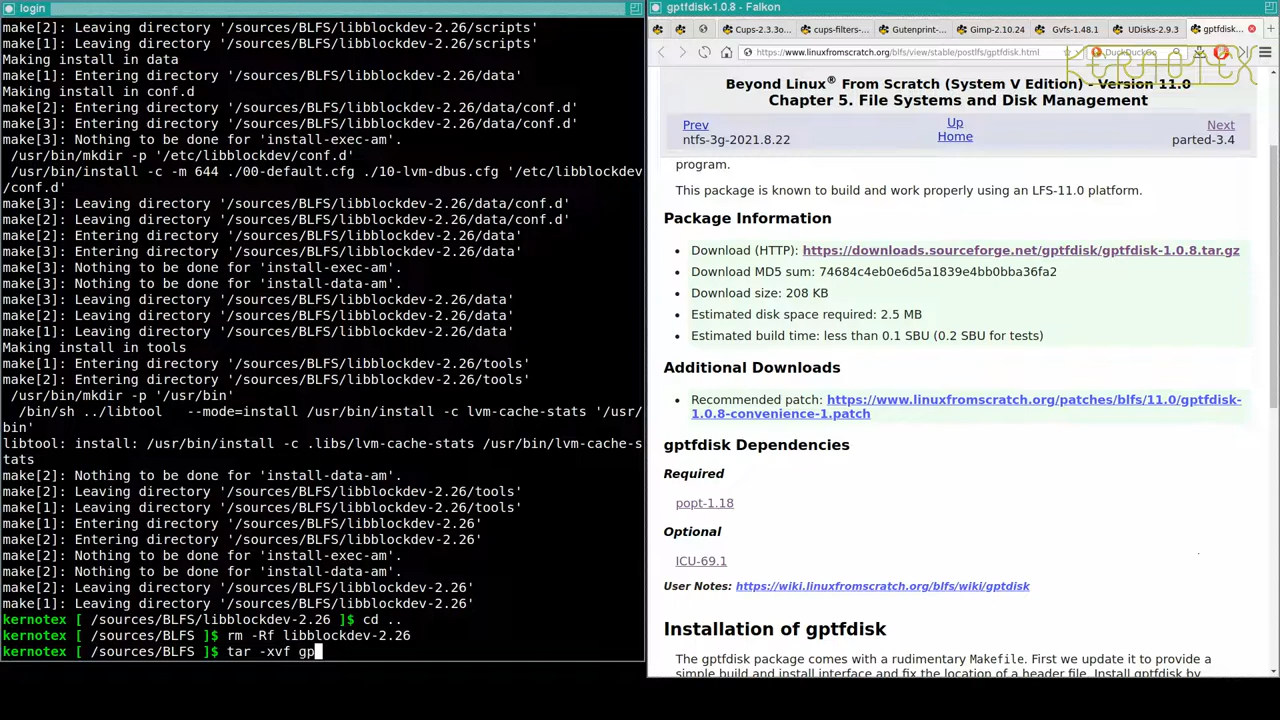 login
make[2]: Leaving directory '/sources/BLFS/libblockdev-2.26/scripts'
make[1]: Leaving directory '/sources/BLFS/libblockdev-2.26/scripts'
Making install in data
make[1]: Entering directory '/sources/BLFS/libblockdev-2.26/data'
Making install in conf.d
make[2]: Entering directory '/sources/BLFS/libblockdev-2.26/data/conf.d'
make[3]: Entering directory '/sources/BLFS/libblockdev-2.26/data/conf.d'
make[3]: Nothing to be done for 'install-exec-am'.
/usr/bin/mkdir -p '/etc/libblockdev/conf.d'
/usr/bin/install -c -m 644 ./00-default.cfg ./10-lvm-dbus.cfg '/etc/libblockdev
/conf.d'
make[3]: Leaving directory '/sources/BLFS/libblockdev-2.26/data/conf.d'
make[2]: Leaving directory '/sources/BLFS/libblockdev-2.26/data/conf.d'
make[2]: Entering directory '/sources/BLFS/libblockdev-2.26/data'
make[3]: Entering directory '/sources/BLFS/libblockdev-2.26/data'
make[3]: Nothing to be done for 'install-exec-am'.
make[3]: Nothing to be done for 'install-data-am'.
make[3]: Leaving directory '/sources/BLFS/libblockdev-2.26/data'
make[2]: Leaving directory '/sources/BLFS/libblockdev-2.26/data'
make[1]: Leaving directory '/sources/BLFS/libblockdev-2.26/data'
Making install in tools
make[1]: Entering directory '/sources/BLFS/libblockdev-2.26/tools'
make[2]: Entering directory '/sources/BLFS/libblockdev-2.26/tools'
/usr/bin/mkdir -p '/usr/bin'
/bin/sh ../libtool   --mode=install /usr/bin/install -c lvm-cache-stats '/usr/
bin'
libtool: install: /usr/bin/install -c .libs/lvm-cache-stats /usr/bin/lvm-cache-s
tats
make[2]: Nothing to be done for 'install-data-am'.
make[2]: Leaving directory '/sources/BLFS/libblockdev-2.26/tools'
make[1]: Leaving directory '/sources/BLFS/libblockdev-2.26/tools'
make[1]: Entering directory '/sources/BLFS/libblockdev-2.26'
make[2]: Entering directory '/sources/BLFS/libblockdev-2.26'
make[2]: Nothing to be done for 'install-exec-am'.
make[2]: Nothing to be done for 'install-data-am'.
make[2]: Leaving directory '/sources/BLFS/libblockdev-2.26'
make[1]: Leaving directory '/sources/BLFS/libblockdev-2.26'
kernotex [ /sources/BLFS/libblockdev-2.26 ]$ cd ..
kernotex [ /sources/BLFS ]$ rm -Rf libblockdev-2.26
kernotex [ /sources/BLFS ]$ tar -xvf gp
gptfdisk-1.0.8 - Falkon
Cups-2.3.3o... cups-filters-... Gutenprint-... Gimp-2.10.24 Gvfs-1.48.1 UDisks-2.9.3 gptfdisk-
https://www.linuxfromscratch.org/blfs/view/stable/postlfs/gptfdisk.html DuckDuckGo
KERNOTEX
Beyond Linux® From Scratch (System V Edition) - Version 11.0
Chapter 5. File Systems and Disk Management
Prev Up Next
ntfs-3g-2021.8.22 Home parted-3.4
program.
This package is known to build and work properly using an LFS-11.0 platform.
Package Information
• Download (HTTP): https://downloads.sourceforge.net/gptfdisk/gptfdisk-1.0.8.tar.gz
• Download MD5 sum: 74684c4eb0e6d5a1839e4bb0bba36fa2
• Download size: 208 KB
• Estimated disk space required: 2.5 MB
• Estimated build time: less than 0.1 SBU (0.2 SBU for tests)
Additional Downloads
• Recommended patch: https://www.linuxfromscratch.org/patches/blfs/11.0/gptfdisk-
1.0.8-convenience-1.patch
gptfdisk Dependencies
Required
popt-1.18
Optional
ICU-69.1
User Notes: https://wiki.linuxfromscratch.org/blfs/wiki/gptfdisk
Installation of gptfdisk
The gptfdisk package comes with a rudimentary Makefile. First we update it to provide a
simple build and install interface and fix the location of a header file. Install gptfdisk by